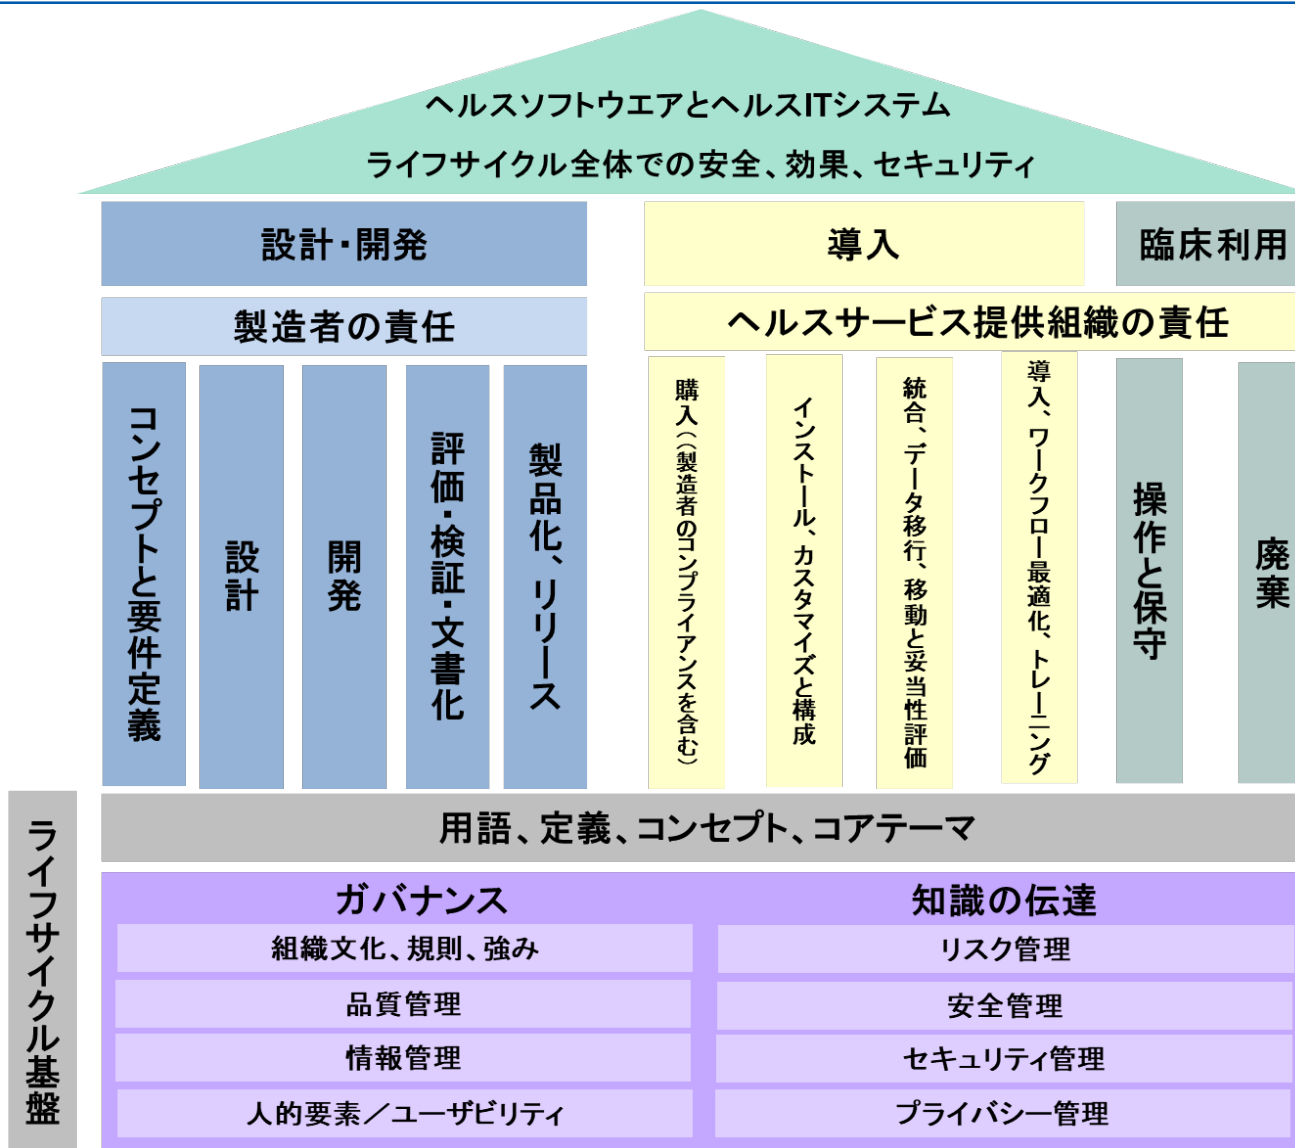 ヘルスソフトウエアとヘルスITシステム
ライフサイクル全体での安全、効果、セキュリティ
設計・開発
導入
臨床利用
製造者の責任
ヘルスサービス提供組織の責任
コンセプトと要件定義
設計
開発
評価・検証・文書化
製品化、リリース
購入((製造者のコンプライアンスを含む)
インストール、カスタマイズと構成
統合、データ移行、移動と妥当性評価
導入、ワークフロー最適化、トレーニング
操作と保守
廃棄
ライフサイクル基盤
用語、定義、コンセプト、コアテーマ
ガバナンス
組織文化、規則、強み
品質管理
情報管理
人的要素／ユーザビリティ
知識の伝達
リスク管理
安全管理
セキュリティ管理
プライバシー管理